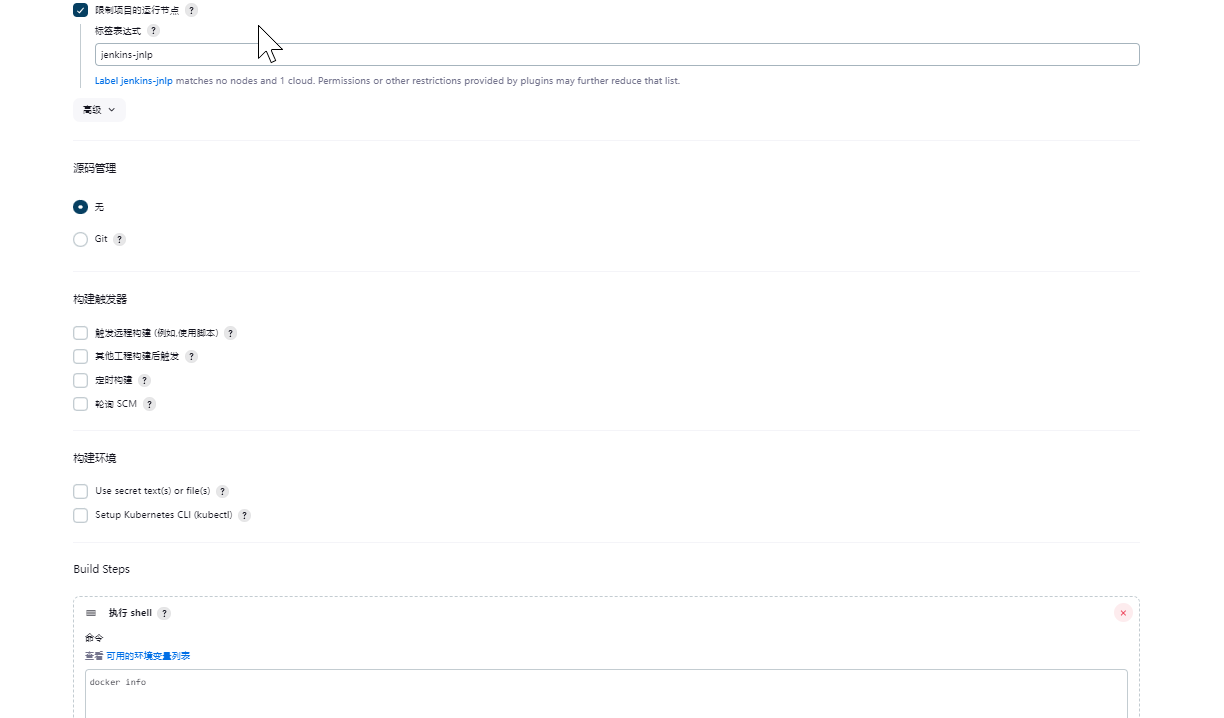 限制项目的运行节点 ?
标签表达式 ?
jenkins-jnlp
Label jenkins-jnlp matches no nodes and 1 cloud. Permissions or other restrictions provided by plugins may further reduce that list.
高级
源码管理
无
Git ?
构建触发器
触发远程构建 (例如,使用脚本) ?
其他工程构建后触发 ?
定时构建 ?
轮询 SCM ?
构建环境
Use secret text(s) or file(s) ?
Setup Kubernetes CLI (kubectl) ?
Build Steps
执行 shell ?
命令
查看 可用的环境变量列表
docker info